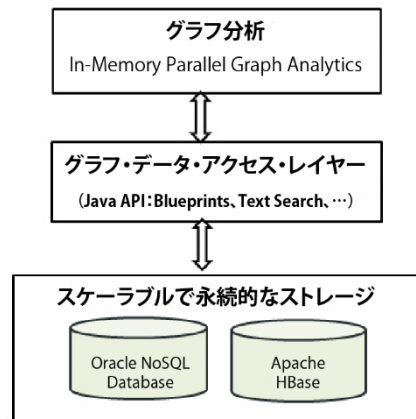 グラフ分析
In-Memory Parallel Graph Analytics
グラフ・データ・アクセス・レイヤー
（Java API：Blueprints、Text Search、…）
スケーラブルで永続的なストレージ
Oracle NoSQL
Database
Apache
HBase